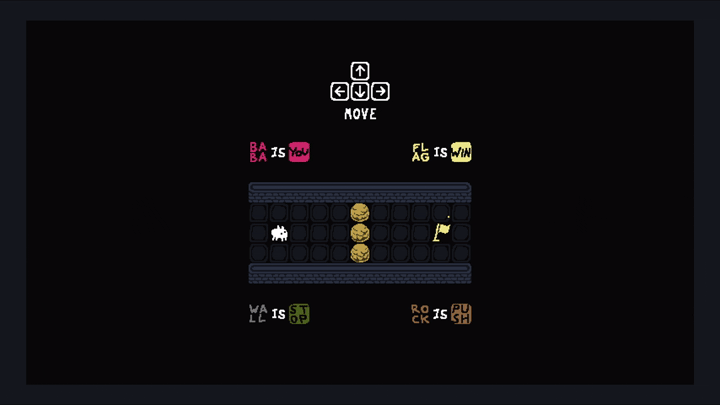 MOVE
BABA IS YOU
FLAG IS WIN
WALL IS STOP
ROCK IS PUSH